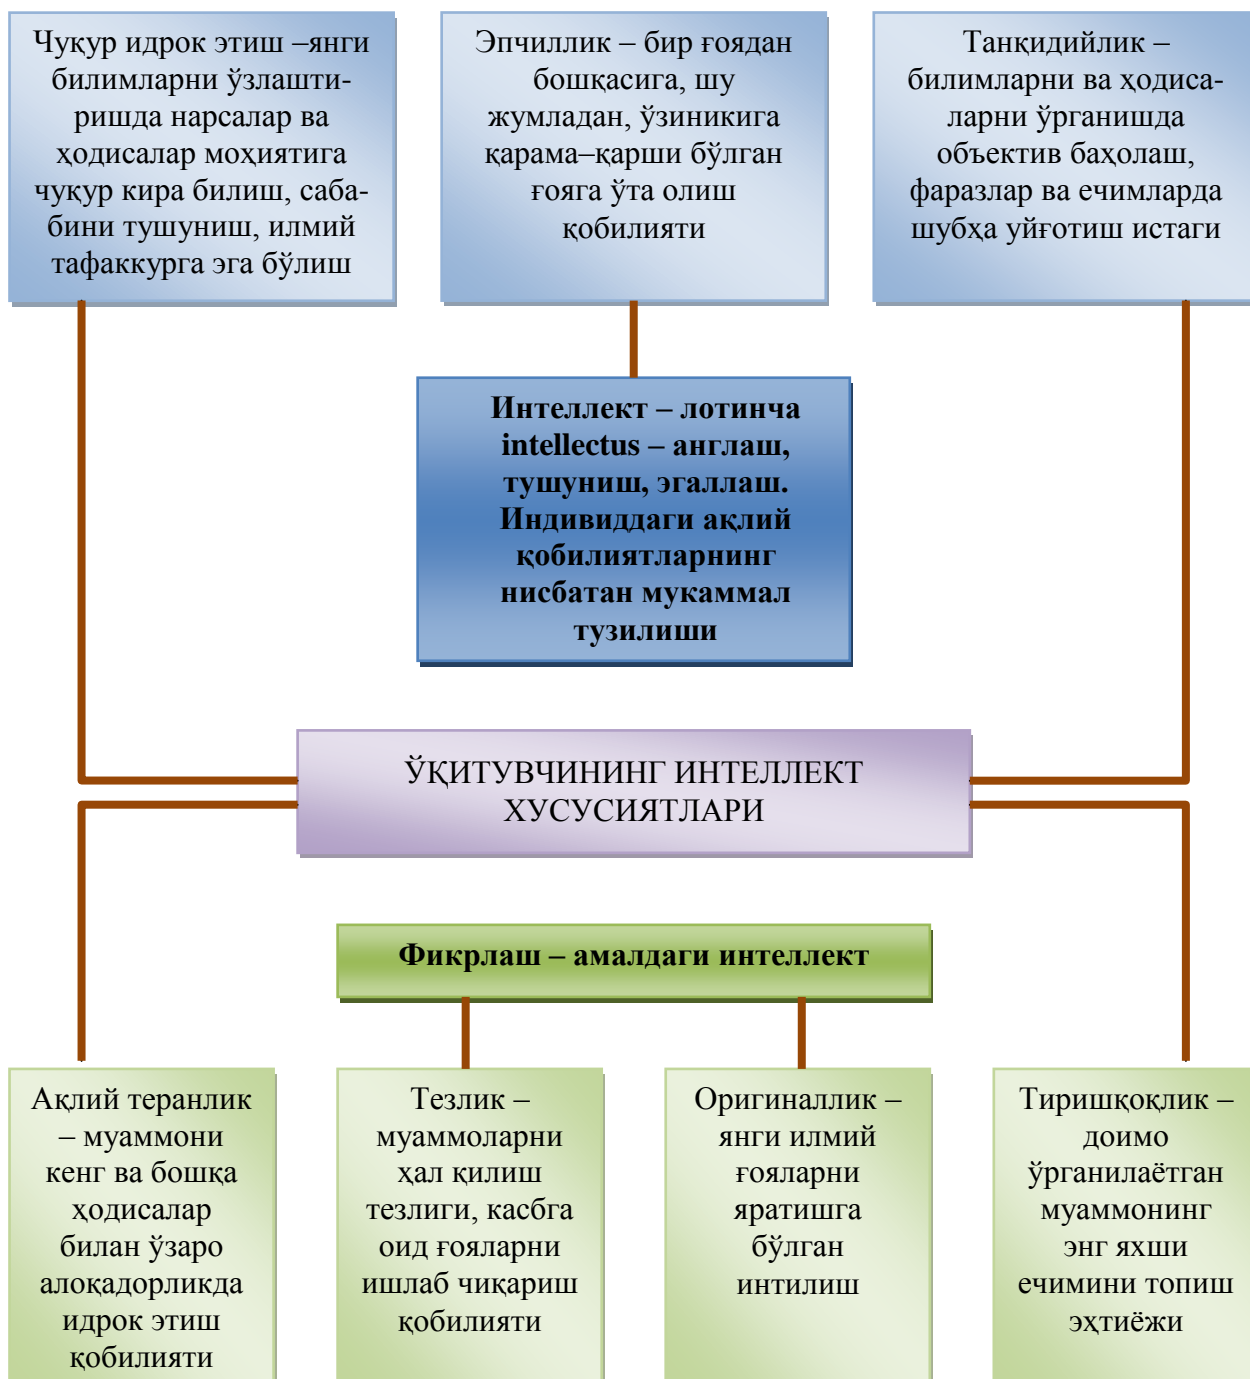 Чуқур идрок этиш –янги
билимларни ўзлашти-
ришда нарсалар ва
ҳодисалар моҳиятига
чуқур кира билиш, саба-
бини тушуниш, илмий
тафаккурга эга бўлиш
Эпчиллик – бир ғоядан
бошқасига, шу
жумладан, ўзиникига
қарама–қарши бўлган
ғояга ўта олиш
қобилияти
Танқидийлик –
билимларни ва ҳодиса-
ларни ўрганишда
объектив баҳолаш,
фаразлар ва ечимларда
шубҳа уйғотиш истаги
Интеллект – лотинча
intellectus – англаш,
тушуниш, эгаллаш.
Индивиддаги ақлий
қобилиятларнинг
нисбатан мукаммал
тузилиши
ЎҚИТУВЧИНИНГ ИНТЕЛЛЕКТ
ХУСУСИЯТЛАРИ
Фикрлаш – амалдаги интеллект
Ақлий теранлик
– муаммони
кенг ва бошқа
ҳодисалар
билан ўзаро
алоқадорликда
идрок этиш
қобилияти
Тезлик –
муаммоларни
ҳал қилиш
тезлиги, касбга
оид ғояларни
ишлаб чиқариш
қобилияти
Оригиналлик –
янги илмий
ғояларни
яратишга
бўлган
интилиш
Тиришқоқлик –
доимо
ўрганилаётган
муаммонинг
энг яхши
ечимини топиш
эҳтиёжи